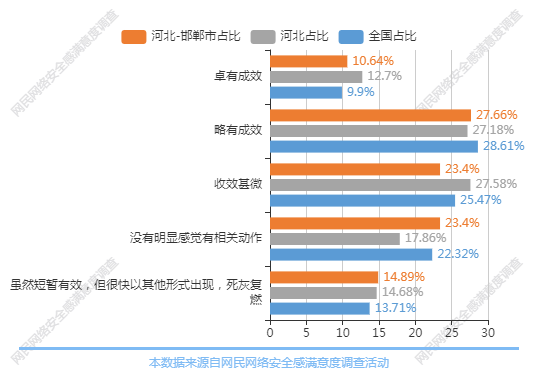 河北-邯郸市占比 河北占比 全国占比
卓有成效 10.64% 12.7% 9.9%
略有成效 27.66% 27.18% 28.61%
收效甚微 23.4% 27.58% 25.47%
没有明显感觉有相关动作 23.4% 17.86% 22.32%
虽然短暂有效，但很快以其他形式出现，死灰复
燃 14.89% 14.68% 13.71%
0 5 10 15 20 25 30
本数据来源自网民网络安全感满意度调查活动
网民网络安全感满意度调查
网民网络安全感满意度调查
网民网络安全感满意度调查
网民网络安全感满意度调查